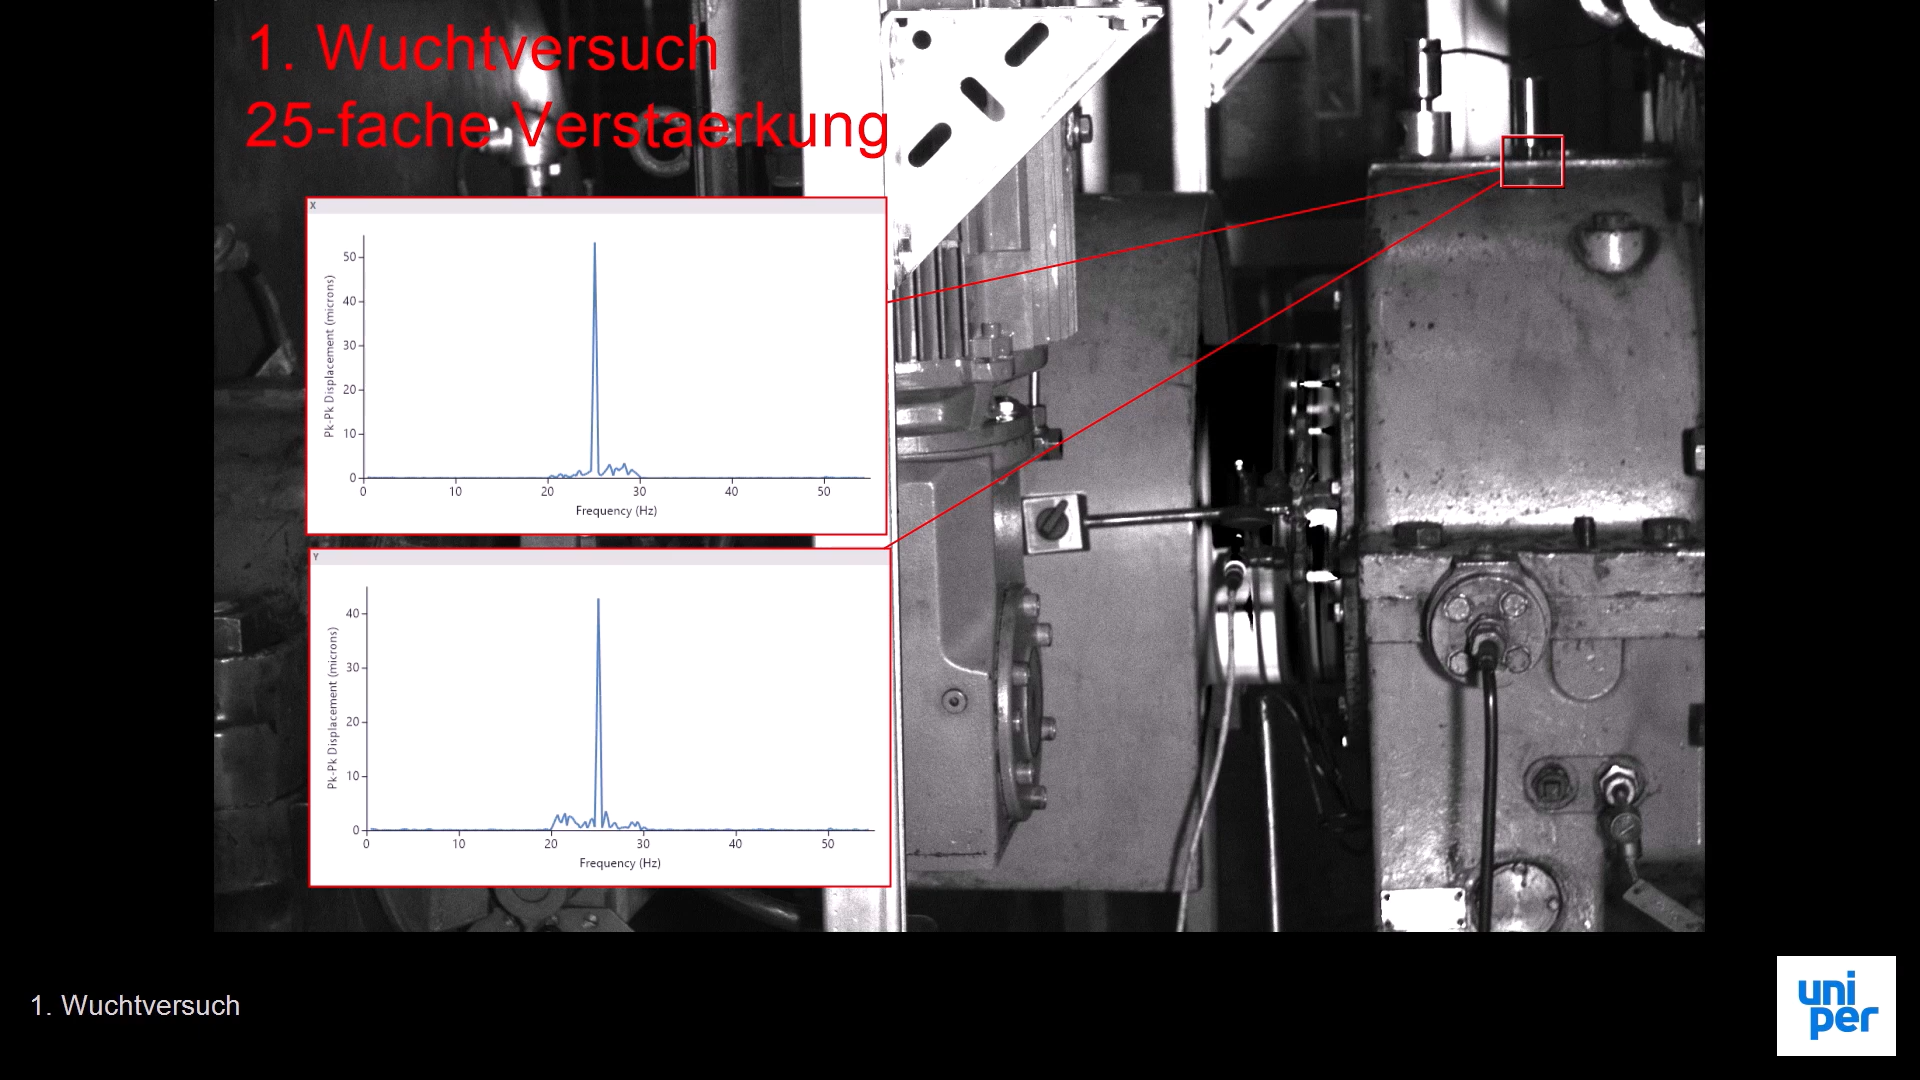 1. Wuchtversuch
25-fache Verstaerkung
X
50
40
30
20
10
0
0 10 20 30 40 50
Pk-Pk Displacement (microns)
Frequency (Hz)
Y
40
30
20
10
0
0 10 20 30 40 50
Pk-Pk Displacement (microns)
Frequency (Hz)
1. Wuchtversuch
uni
per